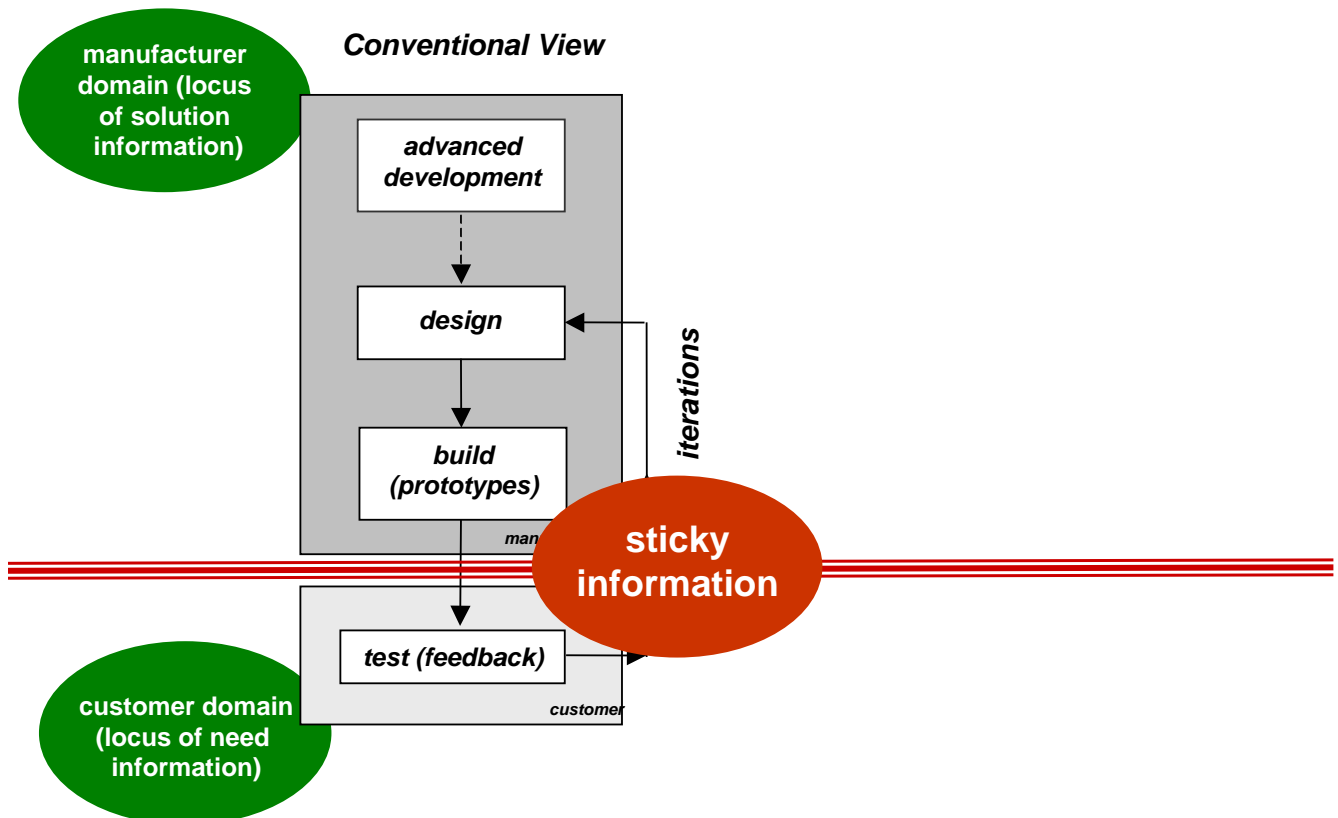 Conventional View
manufacturer
domain (locus
of solution
information)
advanced
development
design
iterations
build
(prototypes)
sticky
information
test (feedback)
customer
customer domain
(locus of need
information)